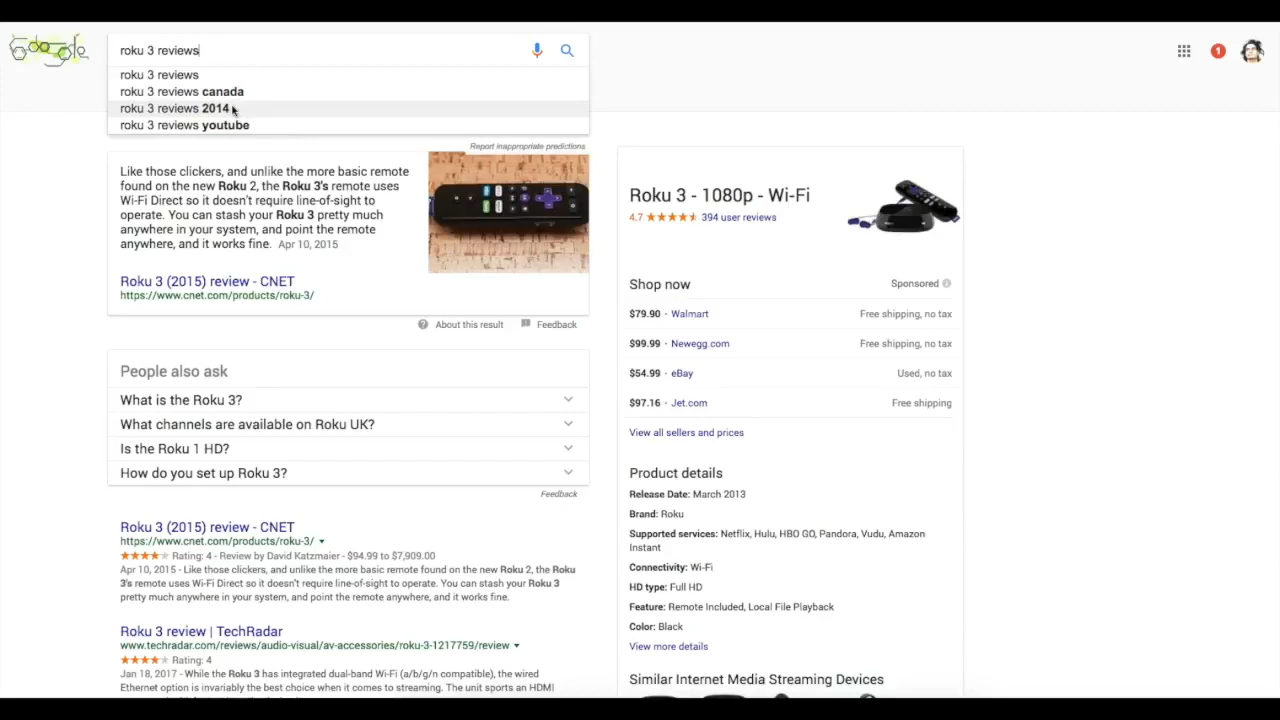 roku 3 reviews
1
roku 3 reviews
roku 3 reviews canada
roku 3 reviews 2014
roku 3 reviews youtube
Report inappropriate predictions
Like those clickers, and unlike the more basic remote
found on the new Roku 2, the Roku 3's remote uses
Wi-Fi Direct so it doesn't require line-of-sight to
operate. You can stash your Roku 3 pretty much
anywhere in your system, and point the remote
anywhere, and it works fine. Apr 10, 2015
Roku 3 (2015) review - CNET
https://www.cnet.com/products/roku-3/
About this result
Feedback
People also ask
What is the Roku 3?
What channels are available on Roku UK?
Is the Roku 1 HD?
How do you set up Roku 3?
Feedback
Roku 3 (2015) review - CNET
https://www.cnet.com/products/roku-3/
Rating: 4 - Review by David Katzmaier - $94.99 to $7,909.00
Apr 10, 2015 - Like those clickers, and unlike the more basic remote found on the new Roku 2, the Roku
3's remote uses Wi-Fi Direct so it doesn't require line-of-sight to operate. You can stash your Roku 3
pretty much anywhere in your system, and point the remote anywhere, and it works fine.
Roku 3 review | TechRadar
www.techradar.com/reviews/audio-visual/av-accessories/roku-3-1217759/review
Rating: 4
Jan 18, 2017 - While the Roku 3 has integrated dual-band Wi-Fi (a/b/g/n compatible), the wired
Ethernet option is invariably the best choice when it comes to streaming. The unit sports an HDMI
Roku 3 - 1080p - Wi-Fi
4.7 394 user reviews
Shop now
Sponsored
$79.90 · Walmart Free shipping, no tax
$99.99 · Newegg.com Free shipping, no tax
$54.99 · eBay Used, no tax
$97.16 · Jet.com Free shipping
View all sellers and prices
Product details
Release Date: March 2013
Brand: Roku
Supported services: Netflix, Hulu, HBO GO, Pandora, Vudu, Amazon
Instant
Connectivity: Wi-Fi
HD type: Full HD
Feature: Remote Included, Local File Playback
Color: Black
View more details
Similar Internet Media Streaming Devices